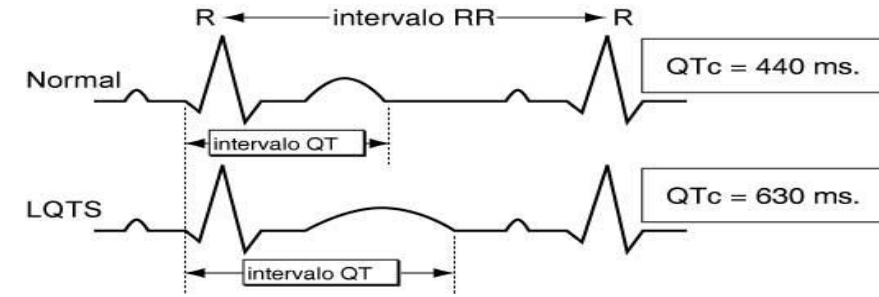 R intervalo RR R
Normal
QTc = 440 ms.
intervalo QT
LQTS
QTc = 630 ms.
intervalo QT